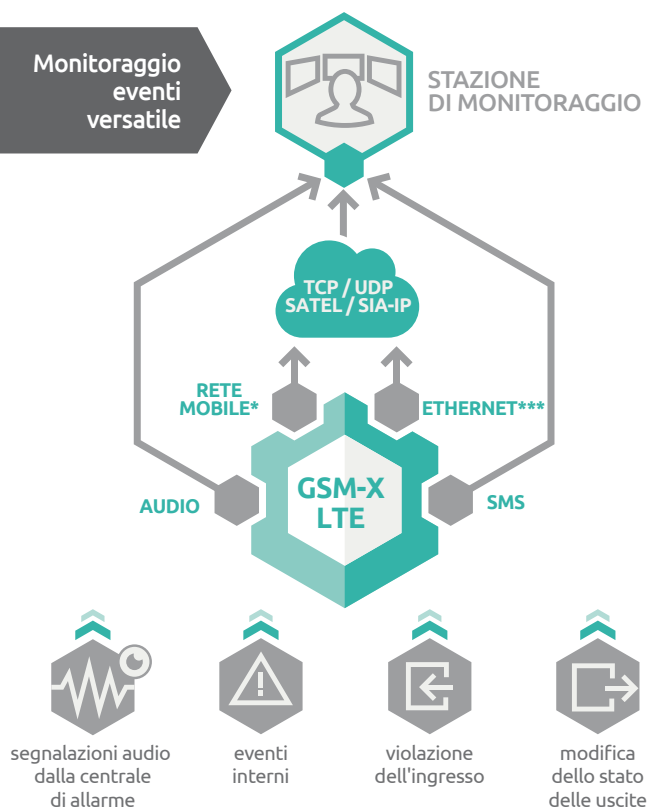 Monitoraggio
eventi
versatile
STAZIONE
DI MONITORAGGIO
TCP / UDP
SATEL / SIA-IP
RETE
MOBILE*
ETHERNET***
AUDIO
GSM-X
LTE
SMS
segnalazioni audio
dalla centrale
di allarme
eventi
interni
violazione
dell'ingresso
modifica
dello stato
delle uscite